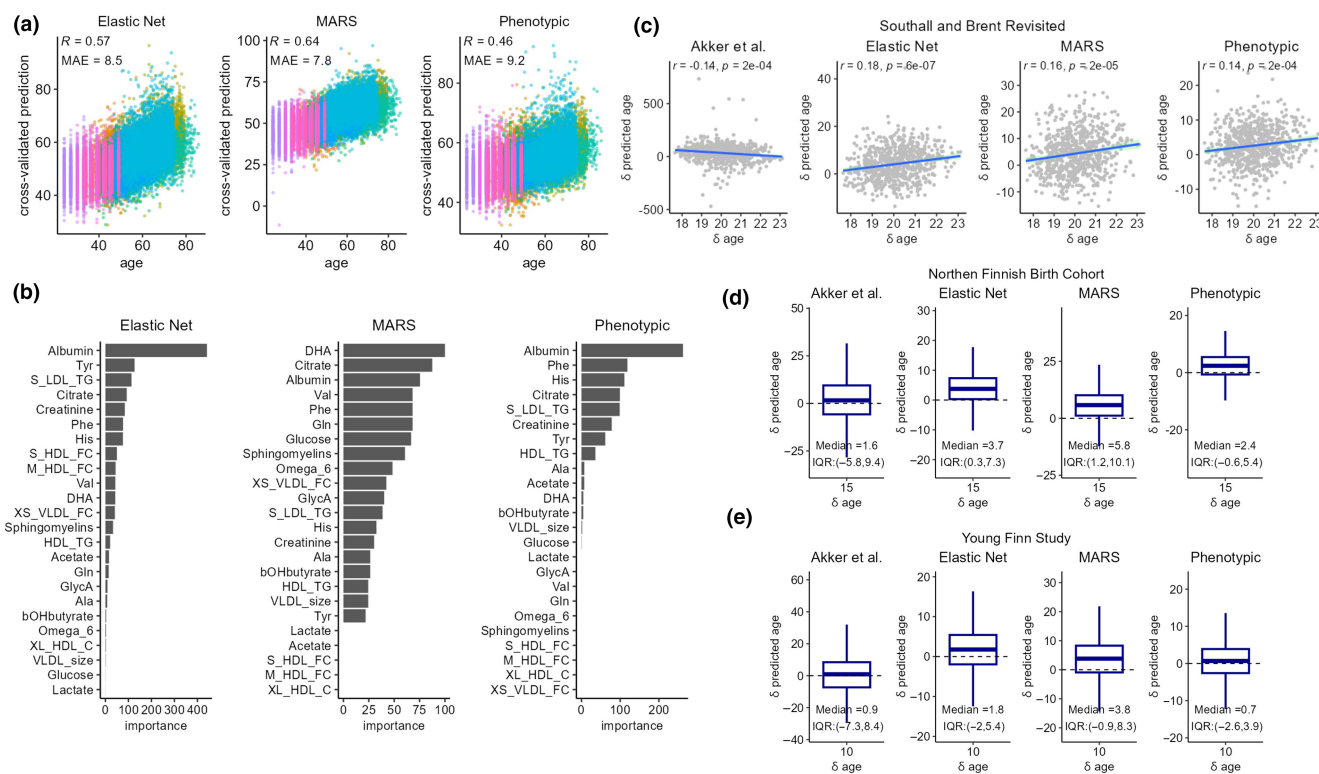 (a)
Elastic Net
R = 0.57
MAE = 8.5
cross-validated prediction
80
60
40
40 60 80
age
MARS
R = 0.64
MAE = 7.8
cross-validated prediction
100
75
50
25
0
40 60 80
age
Phenotypic
R = 0.46
MAE = 9.2
cross-validated prediction
80
60
40
40 60 80
age
(b)
Elastic Net
Albumin
Tyr
S_LDL_TG
Citrate
Creatinine
Phe
His
S_HDL_FC
M_HDL_FC
Val
DHA
XS_VLDL_FC
Sphingomyelins
HDL_TG
Acetate
Gln
GlycA
Ala
bOHbutyrate
Omega_6
XL_HDL_C
VLDL_size
Glucose
Lactate
0 100 200 300 400
importance
MARS
DHA
Citrate
Albumin
Val
Phe
Gln
Glucose
Sphingomyelins
Omega_6
XS_VLDL_FC
GlycA
S_LDL_TG
His
Creatinine
Ala
bOHbutyrate
HDL_TG
VLDL_size
Tyr
Lactate
Acetate
S_HDL_FC
M_HDL_FC
XL_HDL_C
0 25 50 75 100
importance
Phenotypic
Albumin
Phe
His
Citrate
S_LDL_TG
Creatinine
Tyr
HDL_TG
Ala
Acetate
DHA
bOHbutyrate
VLDL_size
Glucose
Lactate
GlycA
Val
Gln
Omega_6
Sphingomyelins
S_HDL_FC
M_HDL_FC
XL_HDL_C
XS_VLDL_FC
0 100 200
importance
(c)
Southall and Brent Revisited
Akker et al.
r = -0.14, p = 2e-04
δ predicted age
500
0
−500
18 19 20 21 22 23
δ age
Elastic Net
r = 0.18, p = 6e-07
δ predicted age
40
20
0
18 19 20 21 22 23
δ age
MARS
r = 0.16, p = 2e-05
δ predicted age
30
20
10
0
−10
18 19 20 21 22 23
δ age
Phenotypic
r = 0.14, p = 2e-04
δ predicted age
20
10
0
−10
18 19 20 21 22 23
δ age
(d)
Northen Finnish Birth Cohort
Akker et al.
δ predicted age
50
25
0
−25
Median =1.6
IQR:(−5.8,9.4)
15
δ age
Elastic Net
δ predicted age
30
20
10
0
−10
−20
Median =3.7
IQR:(0.3,7.3)
15
δ age
MARS
δ predicted age
25
0
−25
Median =5.8
IQR:(1.2,10.1)
15
δ age
Phenotypic
δ predicted age
20
0
−20
Median =2.4
IQR:(−0.6,5.4)
15
δ age
(e)
Young Finn Study
Akker et al.
δ predicted age
60
40
20
0
−20
−40
Median =0.9
IQR:(−7.3,8.4)
10
δ age
Elastic Net
δ predicted age
20
10
0
−10
−20
Median =1.8
IQR:(−2,5.4)
10
δ age
MARS
δ predicted age
30
20
10
0
−10
−20
Median =3.8
IQR:(−0.9,8.3)
10
δ age
Phenotypic
δ predicted age
20
10
0
−10
−20
Median =0.7
IQR:(−2.6,3.9)
10
δ age